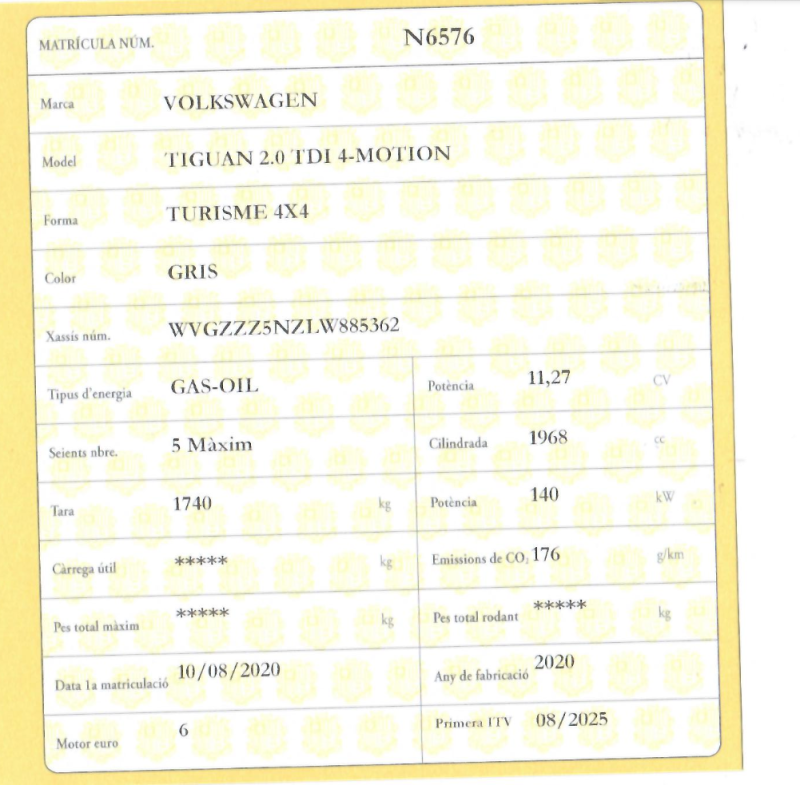 MATRÍCULA NÚM. N6576
Marca VOLKSWAGEN
Model TIGUAN 2.0 TDI 4-MOTION
Forma TURISME 4X4
Color GRIS
Xassís núm. WVGZZZ5NZLW885362
Tipus d'energia GAS-OIL Potència 11,27 CV
Seients nbre. 5 Màxim Cilindrada 1968 cc
Tara 1740 kg Potència 140 kW
Càrrega útil ***** kg Emissions de CO₂ 176 g/km
Pes total màxim ***** kg Pes total rodant ***** kg
Data 1a matriculació 10/08/2020 Any de fabricació 2020
Motor euro 6 Primera ITV 08/2025